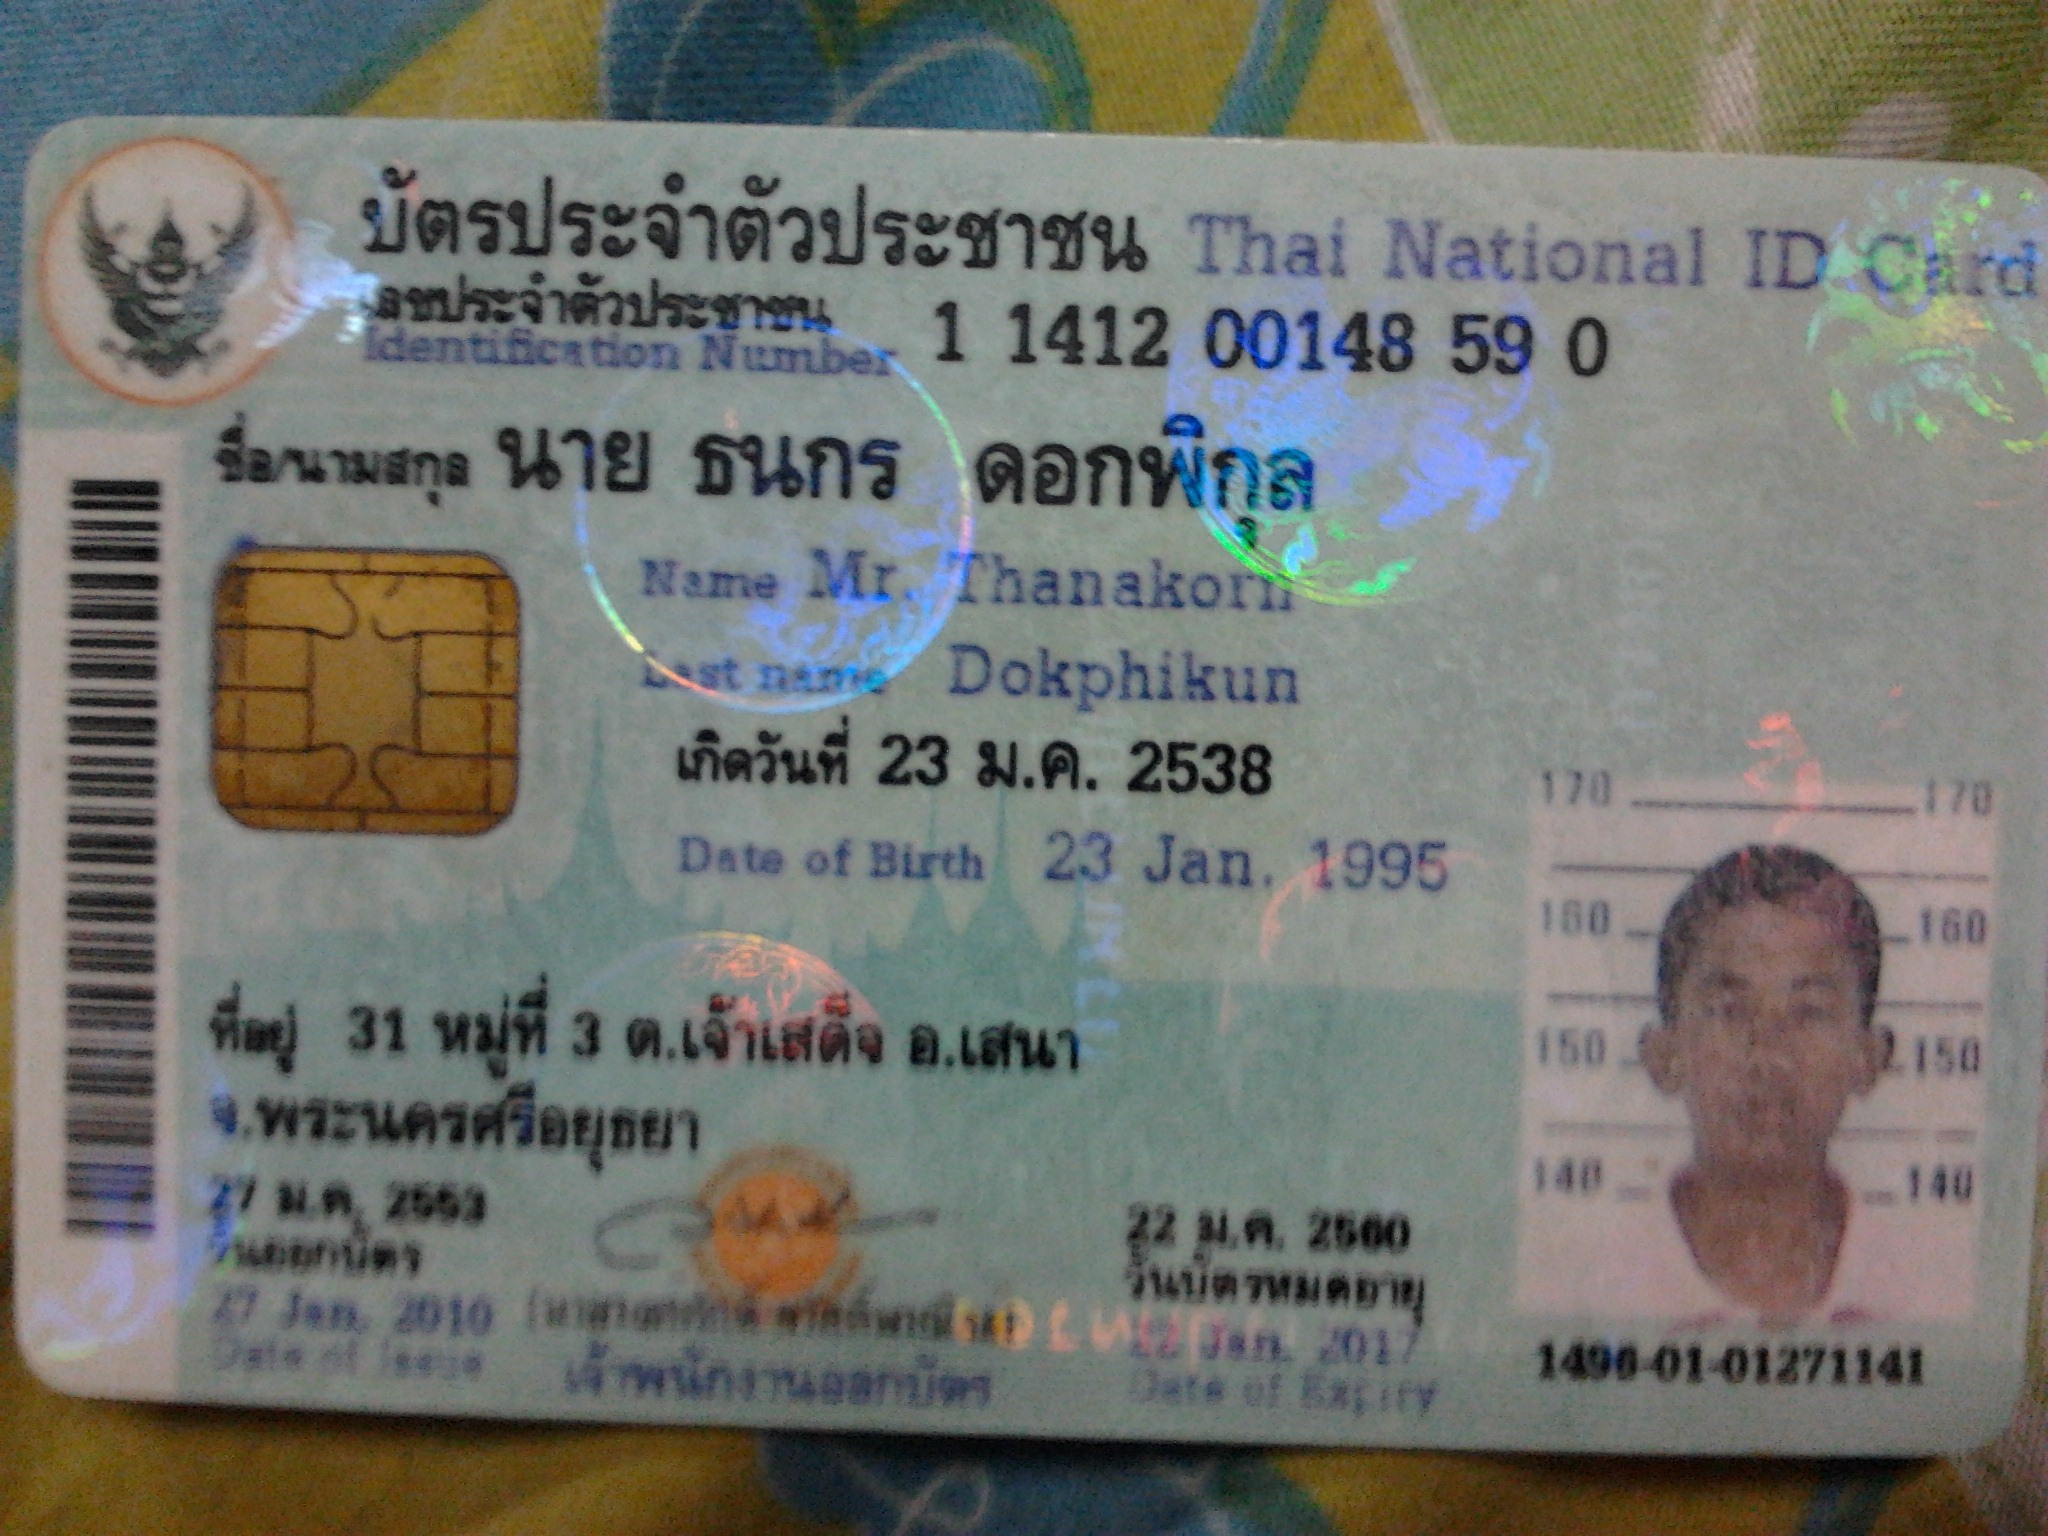 บัตรประจำตัวประชาชน Thai National ID Card
เลขประจำตัวประชาชน 1 1412 00148 59 0
Identification Number
ชื่อ/นามสกุล นาย ธนกร ดอกพิกุล
Name Mr. Thanakorn
Last name Dokphikun
เกิดวันที่ 23 ม.ค. 2538
Date of Birth 23 Jan. 1995
ที่อยู่ 31 หมู่ที่ 3 ต.เจ้าเสด็จ อ.เสนา
จ.พระนครศรีอยุธยา
27 ม.ค. 2553
วันออกบัตร
27 Jan. 2010
Date of Issue
เจ้าพนักงานออกบัตร
22 ม.ค. 2560
วันบัตรหมดอายุ
22 Jan. 2017
Date of Expiry
170 170
160 160
150 150
140 140
1496-01-01271141